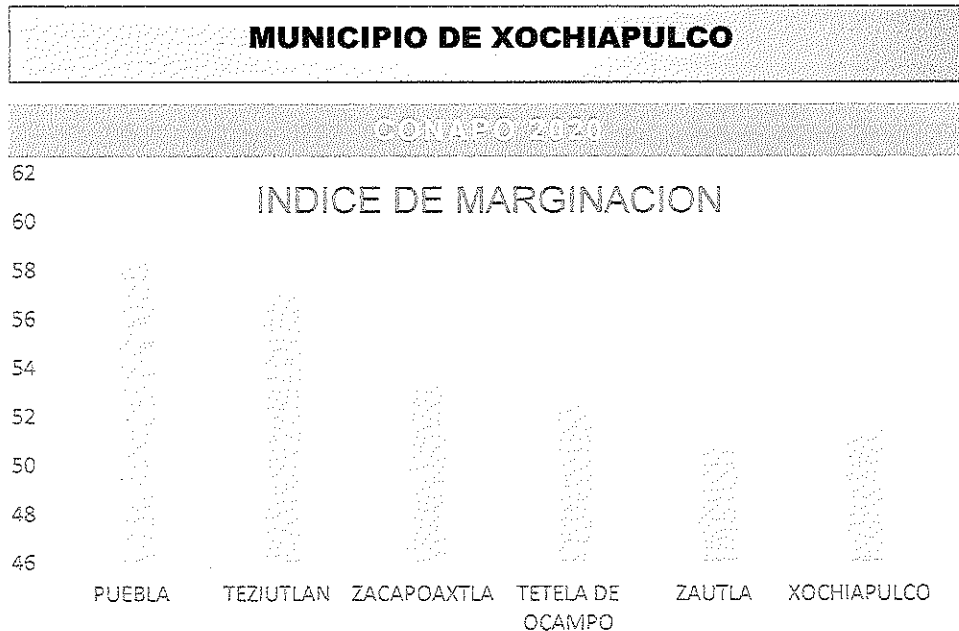 MUNICIPIO DE XOCHIAPULCO
CONAPO 2020
INDICE DE MARGINACION
62
60
58
56
54
52
50
48
46
PUEBLA
TEZIUTLAN
ZACAPOAXTLA
TETELA DE
OCAMPO
ZAUTLA
XOCHIAPULCO